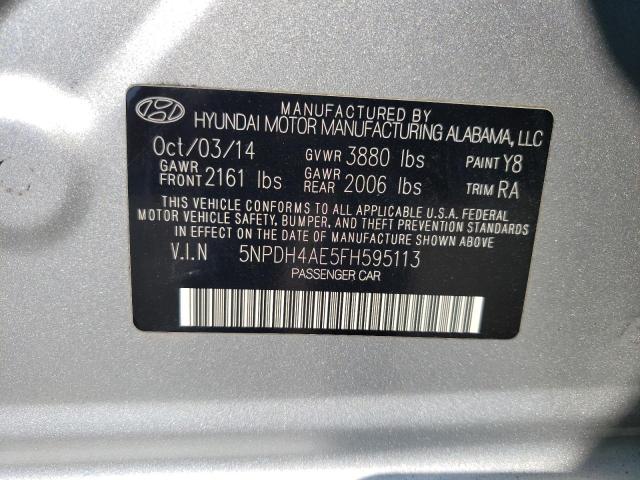 MANUFACTURED BY
HYUNDAI MOTOR MANUFACTURING ALABAMA, LLC
Oct/03/14 GVWR 3880 lbs PAINT Y8
GAWR FRONT 2161 lbs GAWR REAR 2006 lbs TRIM RA
THIS VEHICLE CONFORMS TO ALL APPLICABLE U.S.A. FEDERAL
MOTOR VEHICLE SAFETY, BUMPER, AND THEFT PREVENTION STANDARDS
IN EFFECT ON THE DATE OF MANUFACTURE SHOWN ABOVE.
V.I.N 5NPDH4AE5FH595113
PASSENGER CAR